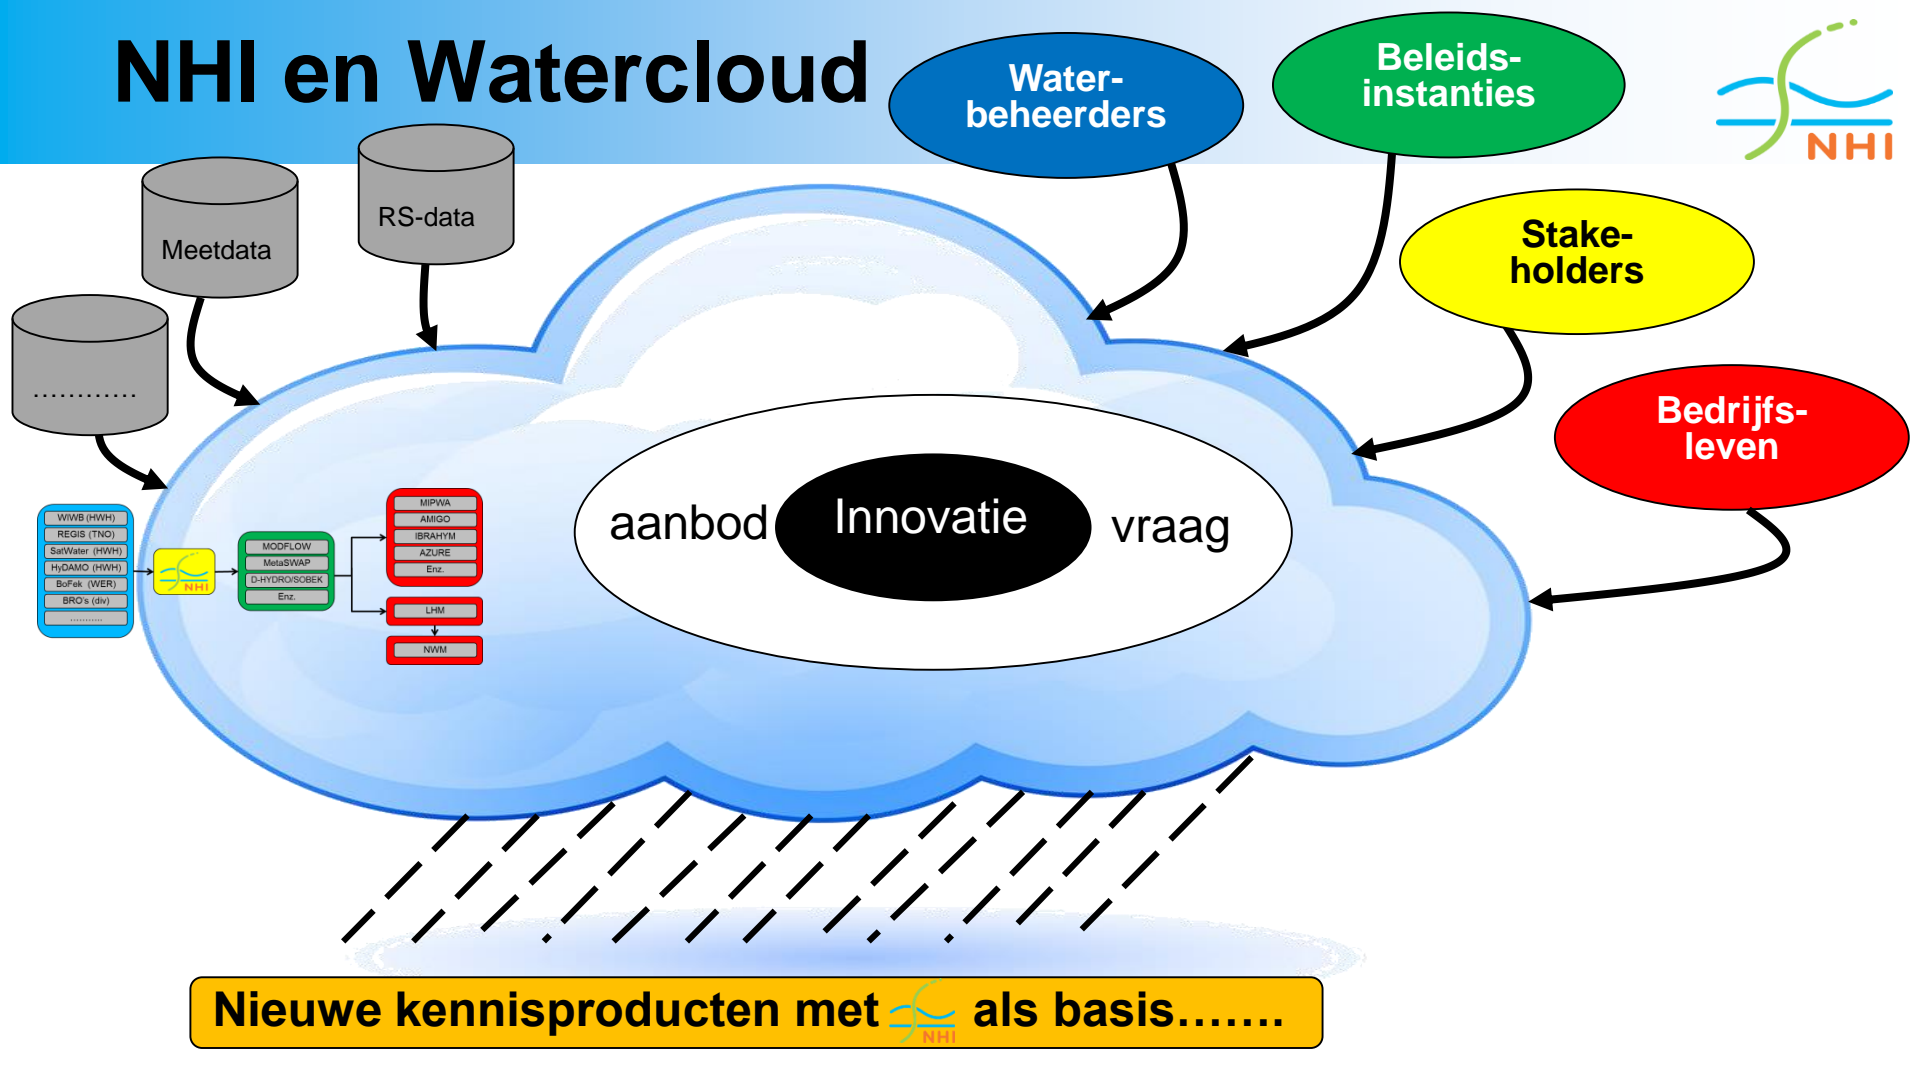 NHI en Watercloud
Water-
beheerders
Beleids-
instanties
NHI
Stake-
holders
Bedrijfs-
leven
RS-data
Meetdata
............
WIWB (HWH)
REGIS (TNO)
SatWater (HWH)
HyDAMO (HWH)
BoFek (WER)
BRO's (div)
...........
NHI
MODFLOW
MetaSWAP
D-HYDRO/SOBEK
Enz.
MIPWA
AMIGO
IBRAHYM
AZURE
Enz.
LHM
NWM
aanbod
Innovatie
vraag
Nieuwe kennisproducten met NHI als basis.......